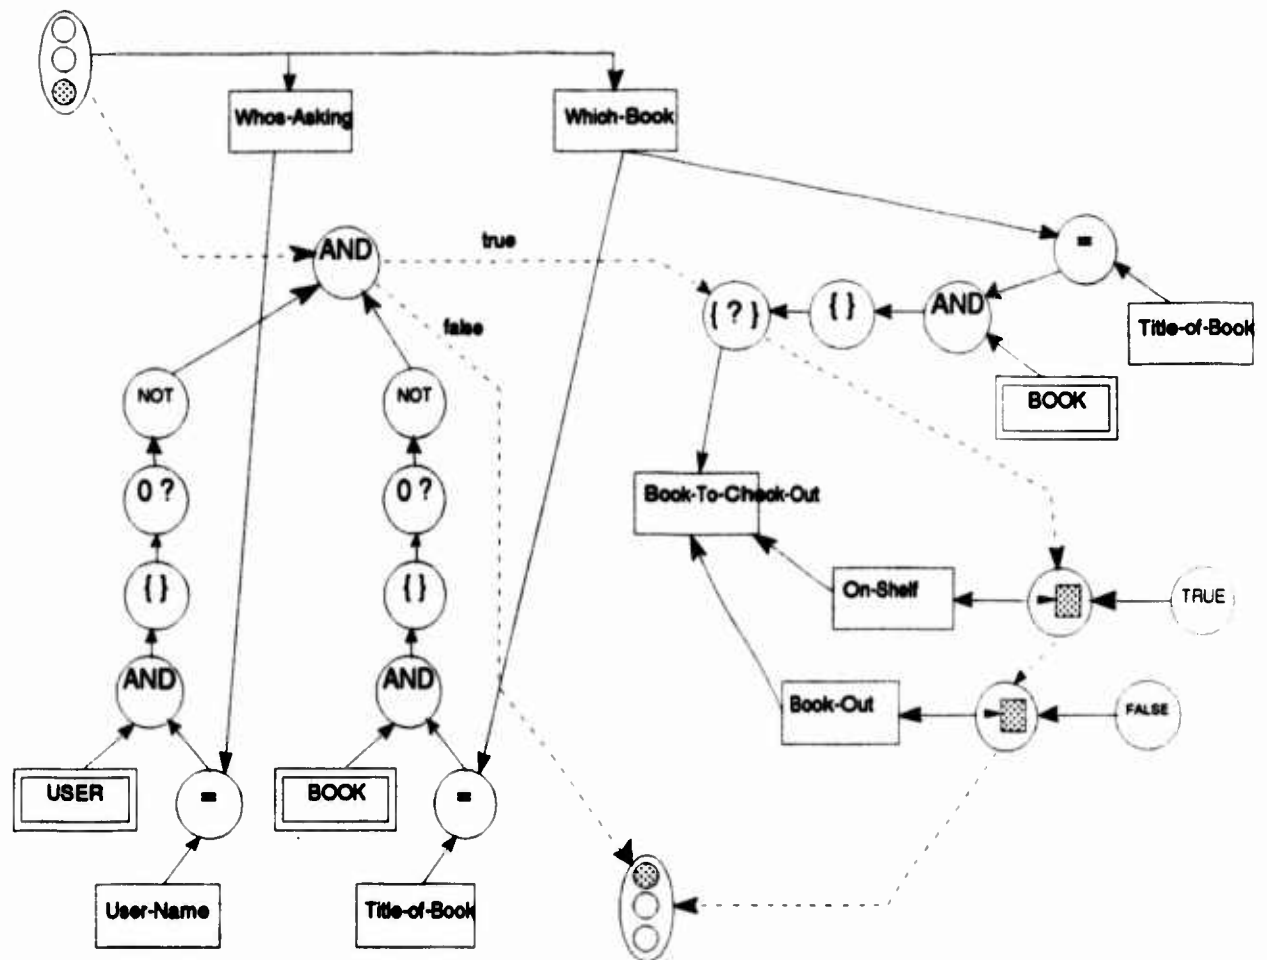 Whos-Asking
Which-Book
AND
true
=
{ ? }
{ }
AND
Title-of-Book
false
BOOK
NOT
NOT
0 ?
0 ?
Book-To-Check-Out
{ }
{ }
On-Shelf
TRUE
AND
AND
Book-Out
FALSE
USER
=
BOOK
=
User-Name
Title-of-Book